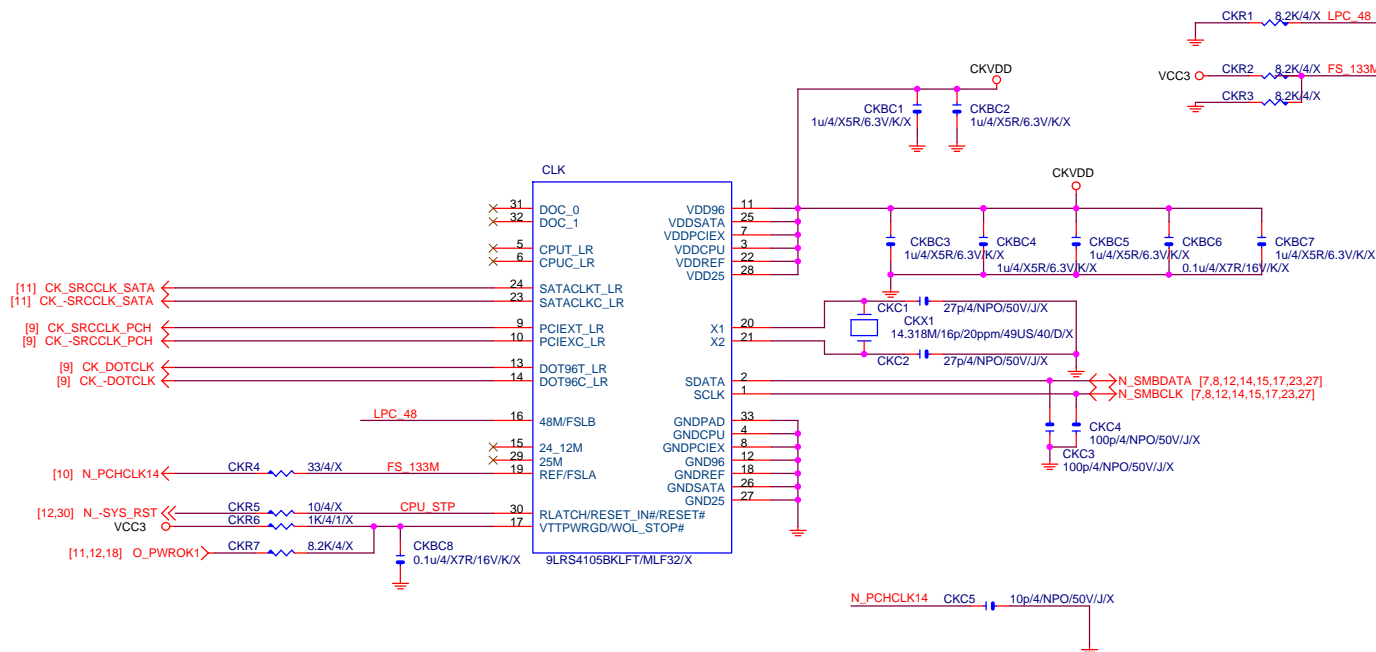 CKR1 8.2K/4/X LPC_48
VCC3 CKR2 8.2K/4/X FS_133M
CKR3 8.2K/4/X
CKVDD
CKBC1 1u/4/X5R/6.3V/K/X
CKBC2 1u/4/X5R/6.3V/K/X
CKVDD
CKBC3 1u/4/X5R/6.3V/K/X
CKBC4 1u/4/X5R/6.3V/K/X
CKBC5 1u/4/X5R/6.3V/K/X
CKBC6 0.1u/4/X7R/16V/K/X
CKBC7 1u/4/X5R/6.3V/K/X
CLK
31 DOC_0
32 DOC_1
5 CPUT_LR
6 CPUC_LR
[11] CK_SRCCLK_SATA 24 SATACLKT_LR
[11] CK_-SRCCLK_SATA 23 SATACLKC_LR
[9] CK_SRCCLK_PCH 9 PCIEXT_LR
[9] CK_-SRCCLK_PCH 10 PCIEXC_LR
[9] CK_DOTCLK 13 DOT96T_LR
[9] CK_-DOTCLK 14 DOT96C_LR
LPC_48 16 48M/FSLB
15 24_12M
29 25M
[10] N_PCHCLK14 CKR4 33/4/X FS_133M 19 REF/FSLA
[12,30] N_-SYS_RST CKR5 10/4/X CPU_STP 30 RLATCH/RESET_IN#/RESET#
VCC3 CKR6 1K/4/1/X 17 VTTPWRGD/WOL_STOP#
[11,12,18] O_PWROK1 CKR7 8.2K/4/X
CKBC8 0.1u/4/X7R/16V/K/X
VDD96 11
VDDSATA 25
VDDPCIEX 7
VDDCPU 3
VDDREF 22
VDD25 28
X1 20
X2 21
CKC1 27p/4/NPO/50V/J/X
CKX1
14.318M/16p/20ppm/49US/40/D/X
CKC2 27p/4/NPO/50V/J/X
SDATA 2 N_SMBDATA [7,8,12,14,15,17,23,27]
SCLK 1 N_SMBCLK [7,8,12,14,15,17,23,27]
CKC4
100p/4/NPO/50V/J/X
CKC3
100p/4/NPO/50V/J/X
GNDPAD 33
GNDCPU 4
GNDPCIEX 8
GND96 12
GNDREF 18
GNDSATA 26
GND25 27
9LRS4105BKLFT/MLF32/X
N_PCHCLK14 CKC5 10p/4/NPO/50V/J/X